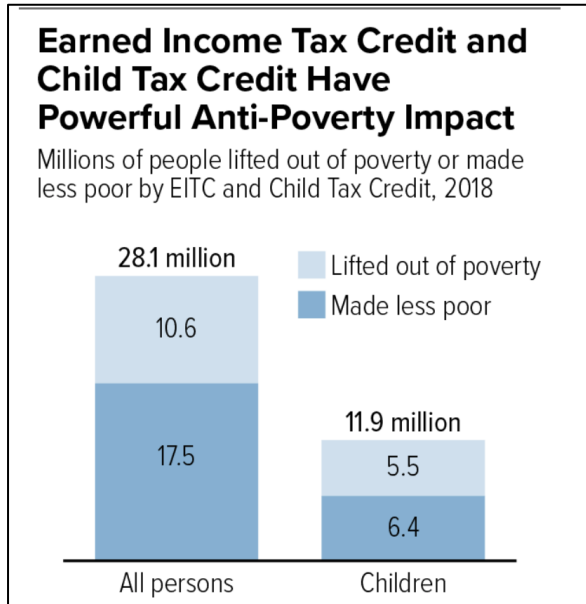 Earned Income Tax Credit and
Child Tax Credit Have
Powerful Anti-Poverty Impact
Millions of people lifted out of poverty or made
less poor by EITC and Child Tax Credit, 2018
28.1 million
Lifted out of poverty
Made less poor
10.6
17.5
11.9 million
5.5
6.4
All persons
Children